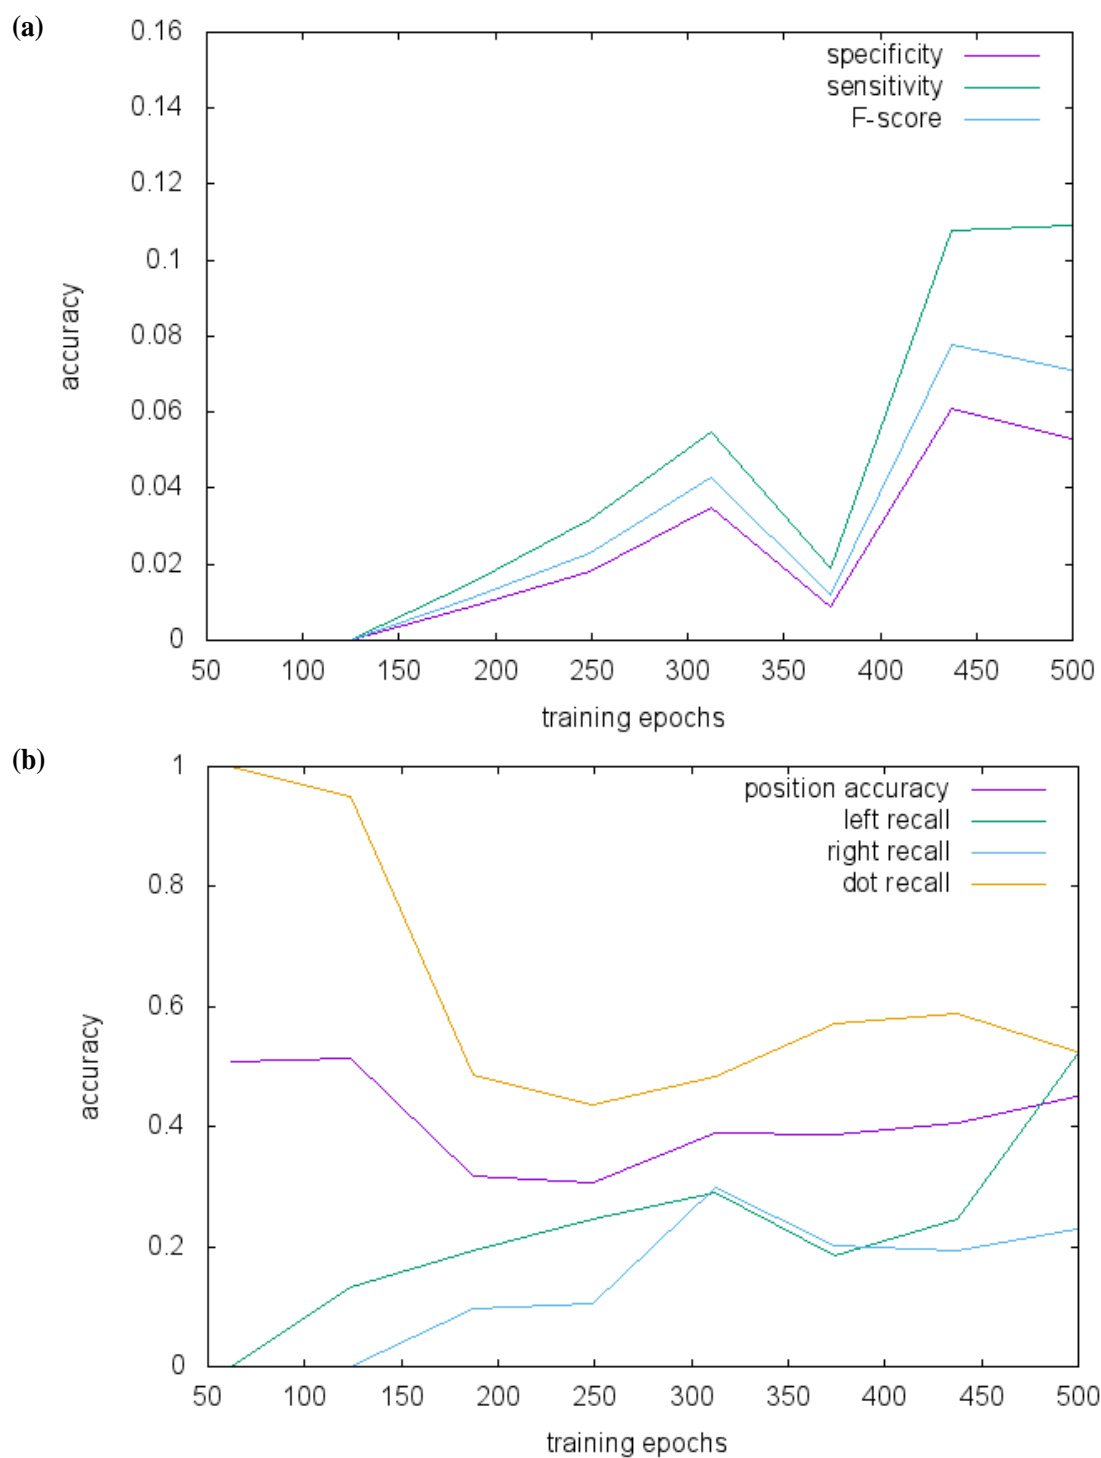 (a)
0.16
0.14
0.12
0.1
0.08
0.06
0.04
0.02
0
accuracy
specificity
sensitivity
F-score
50 100 150 200 250 300 350 400 450 500
training epochs
(b)
1
0.8
0.6
0.4
0.2
0
accuracy
position accuracy
left recall
right recall
dot recall
50 100 150 200 250 300 350 400 450 500
training epochs